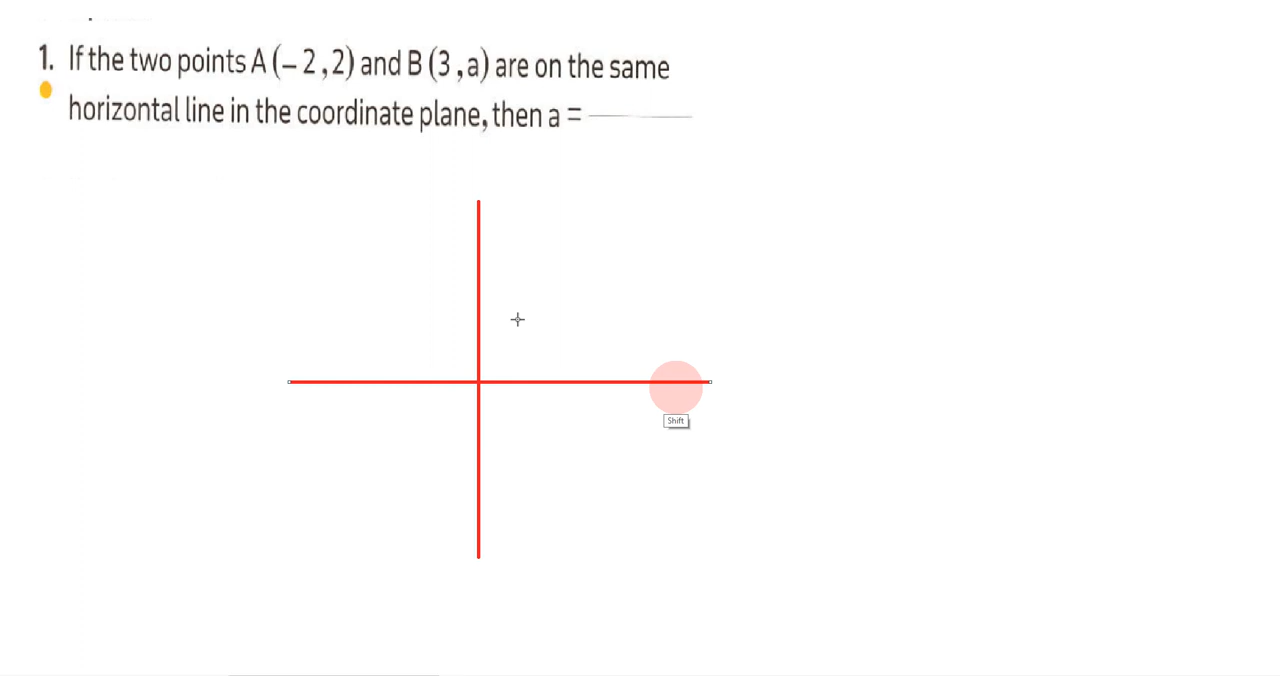 1. If the two points A (– 2 , 2) and B (3 , a) are on the same
horizontal line in the coordinate plane, then a =
Shift